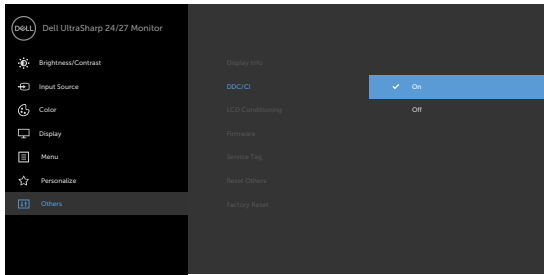 DELL Dell UltraSharp 24/27 Monitor
Brightness/Contrast
Input Source
Color
Display
Menu
Personalize
Others
Display Info
DDC/CI
LCD Conditioning
Firmware
Service Tag
Reset Others
Factory Reset
On
Off